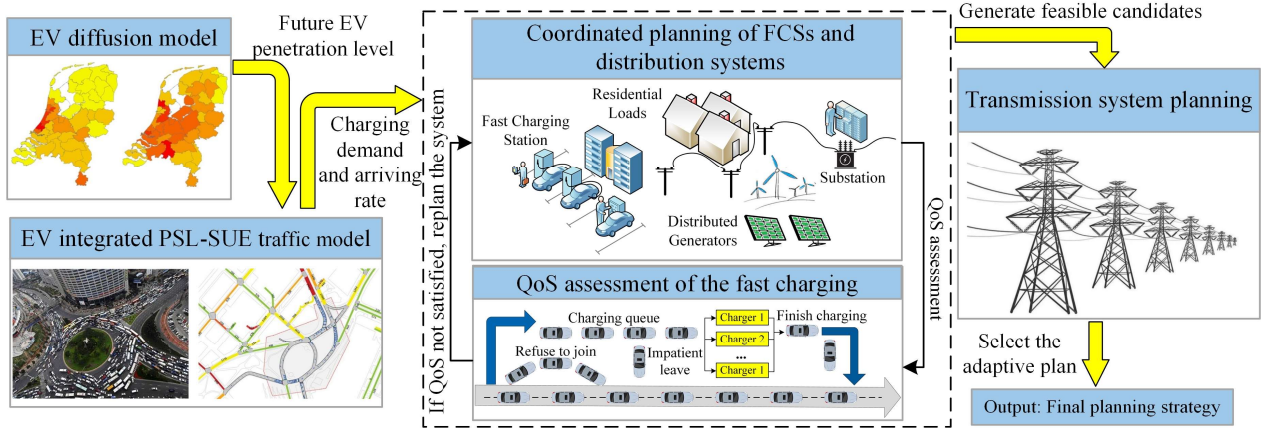 EV diffusion model
Future EV
penetration level
Charging
demand
and arriving
rate
EV integrated PSL-SUE traffic model
If QoS not satisfied, replan the system
Coordinated planning of FCSs and
distribution systems
Residential
Loads
Fast Charging
Station
Substation
Distributed
Generators
QoS assessment
QoS assessment of the fast charging
Charging queue
Charger 1
Finish charging
Refuse to join
Impatient
leave
Charger 2
...
Charger 1
Generate feasible candidates
Transmission system planning
Select the
adaptive plan
Output: Final planning strategy